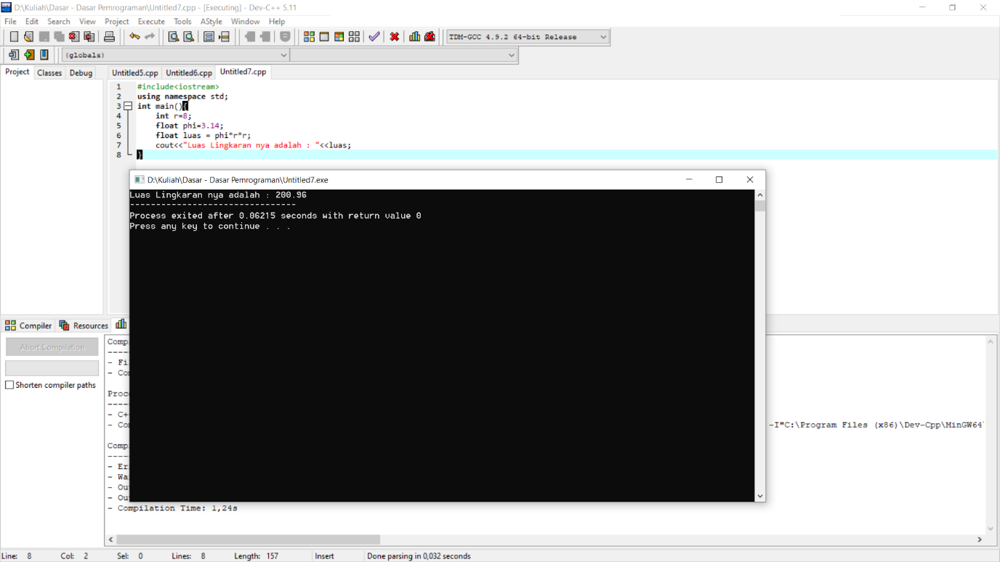 D:\Kuliah\Dasar - Dasar Pemrograman\Untitled7.cpp - [Executing] - Dev-C++ 5.11
File Edit Search View Project Execute Tools AStyle Window Help
TDM-GCC 4.9.2 64-bit Release
(globals)
Project Classes Debug Untitled5.cpp Untitled6.cpp Untitled7.cpp
1 #include<iostream>
2 using namespace std;
3 int main(){
4 int r=8;
5 float phi=3.14;
6 float luas = phi*r*r;
7 cout<<"Luas Lingkaran nya adalah : "<<luas;
8 }
D:\Kuliah\Dasar - Dasar Pemrograman\Untitled7.exe
Luas Lingkaran nya adalah : 200.96
--------------------------------
Process exited after 0.06215 seconds with return value 0
Press any key to continue . . .
Compiler Resources
Abort Compilation
Shorten compiler paths
Comp
-----
- Fi
- Co
Proc
-----
- C+
- Co
-I"C:\Program Files (x86)\Dev-Cpp\MinGW64
Comp
-----
- Er
- Wa
- Ou
- Ou
- Compilation Time: 1,24s
Line: 8 Col: 2 Sel: 0 Lines: 8 Length: 157 Insert Done parsing in 0,032 seconds